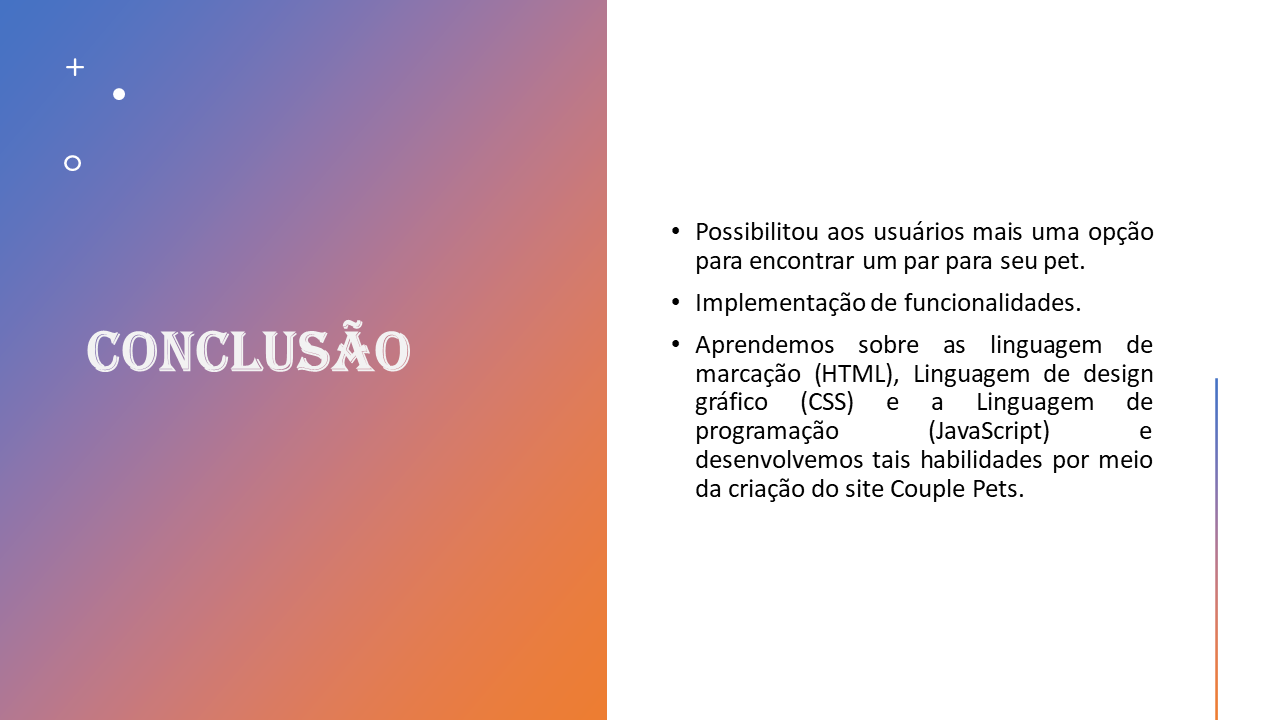 CONCLUSÃO
• Possibilitou aos usuários mais uma opção
para encontrar um par para seu pet.
• Implementação de funcionalidades.
• Aprendemos sobre as linguagem de
marcação (HTML), Linguagem de design
gráfico (CSS) e a Linguagem de
programação (JavaScript) e
desenvolvemos tais habilidades por meio
da criação do site Couple Pets.